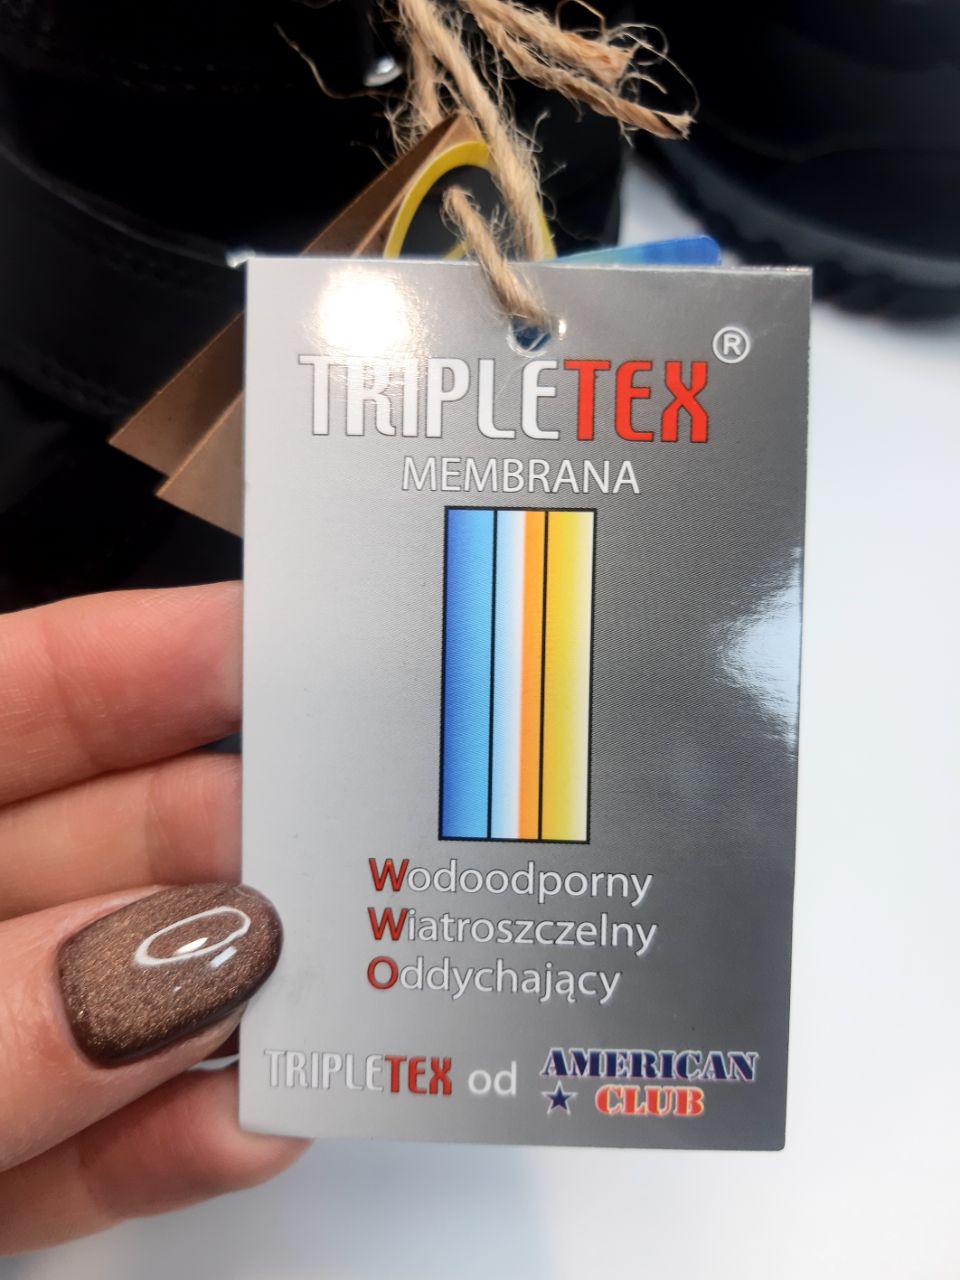 TRIPLETEX®
MEMBRANA
Wodoodporny
Wiatroszczelny
Oddychający
TRIPLETEX od AMERICAN CLUB